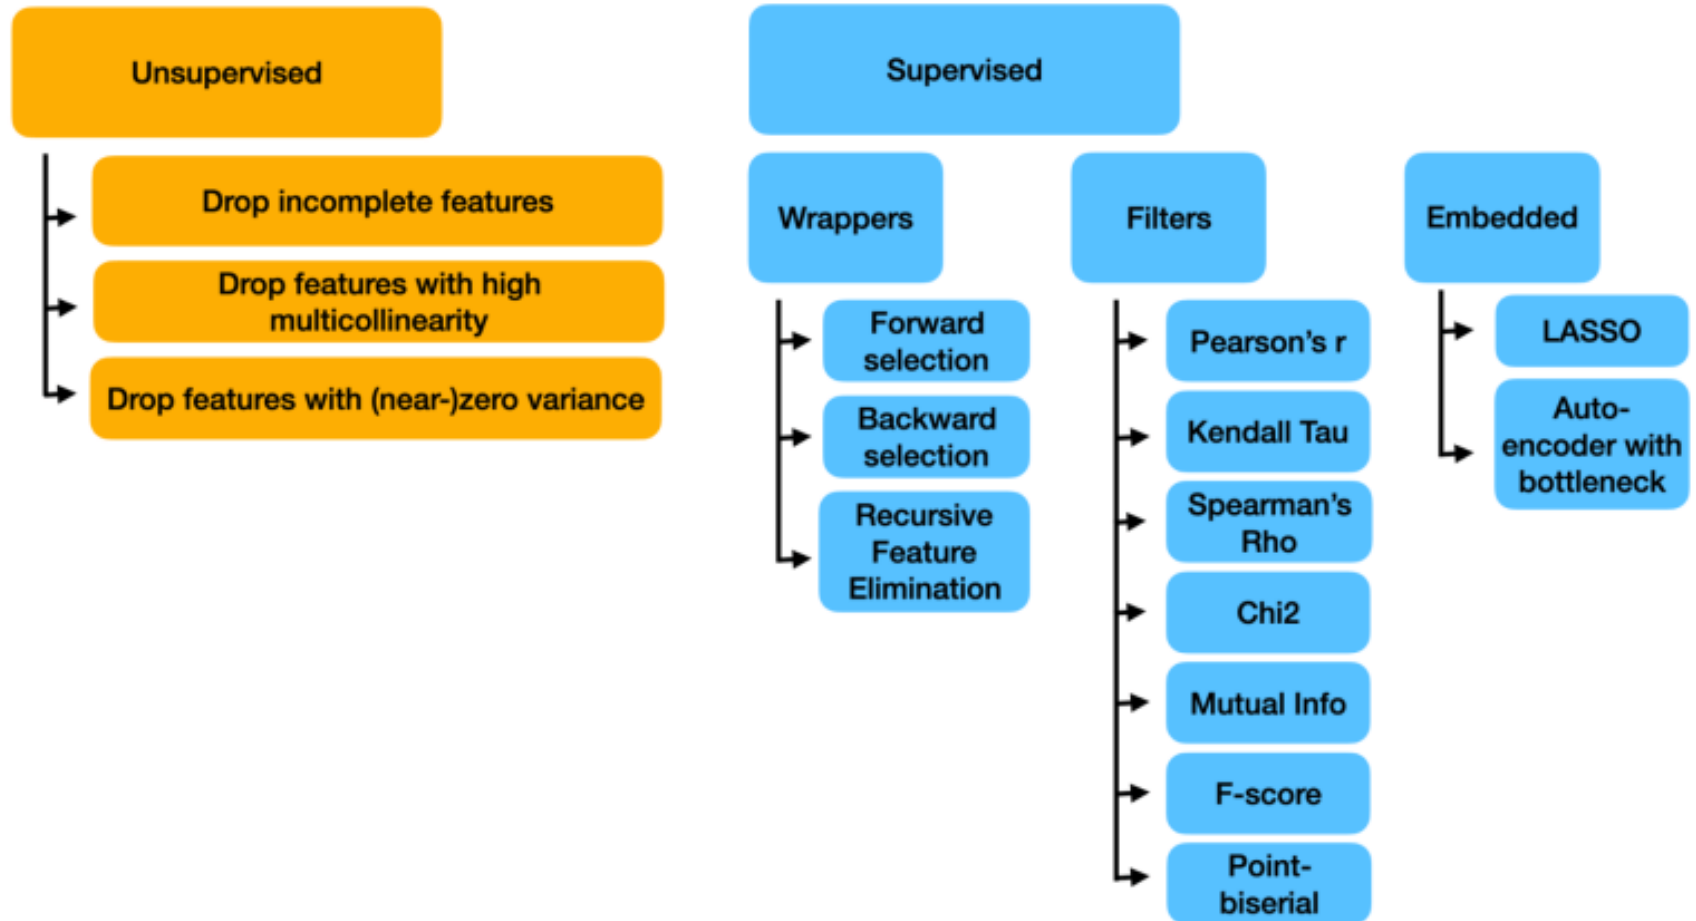 Unsupervised
Drop incomplete features
Drop features with high
multicollinearity
Drop features with (near-)zero variance
Supervised
Wrappers
Forward
selection
Backward
selection
Recursive
Feature
Elimination
Filters
Pearson's r
Kendall Tau
Spearman's
Rho
Chi2
Mutual Info
F-score
Point-
biserial
Embedded
LASSO
Auto-
encoder with
bottleneck